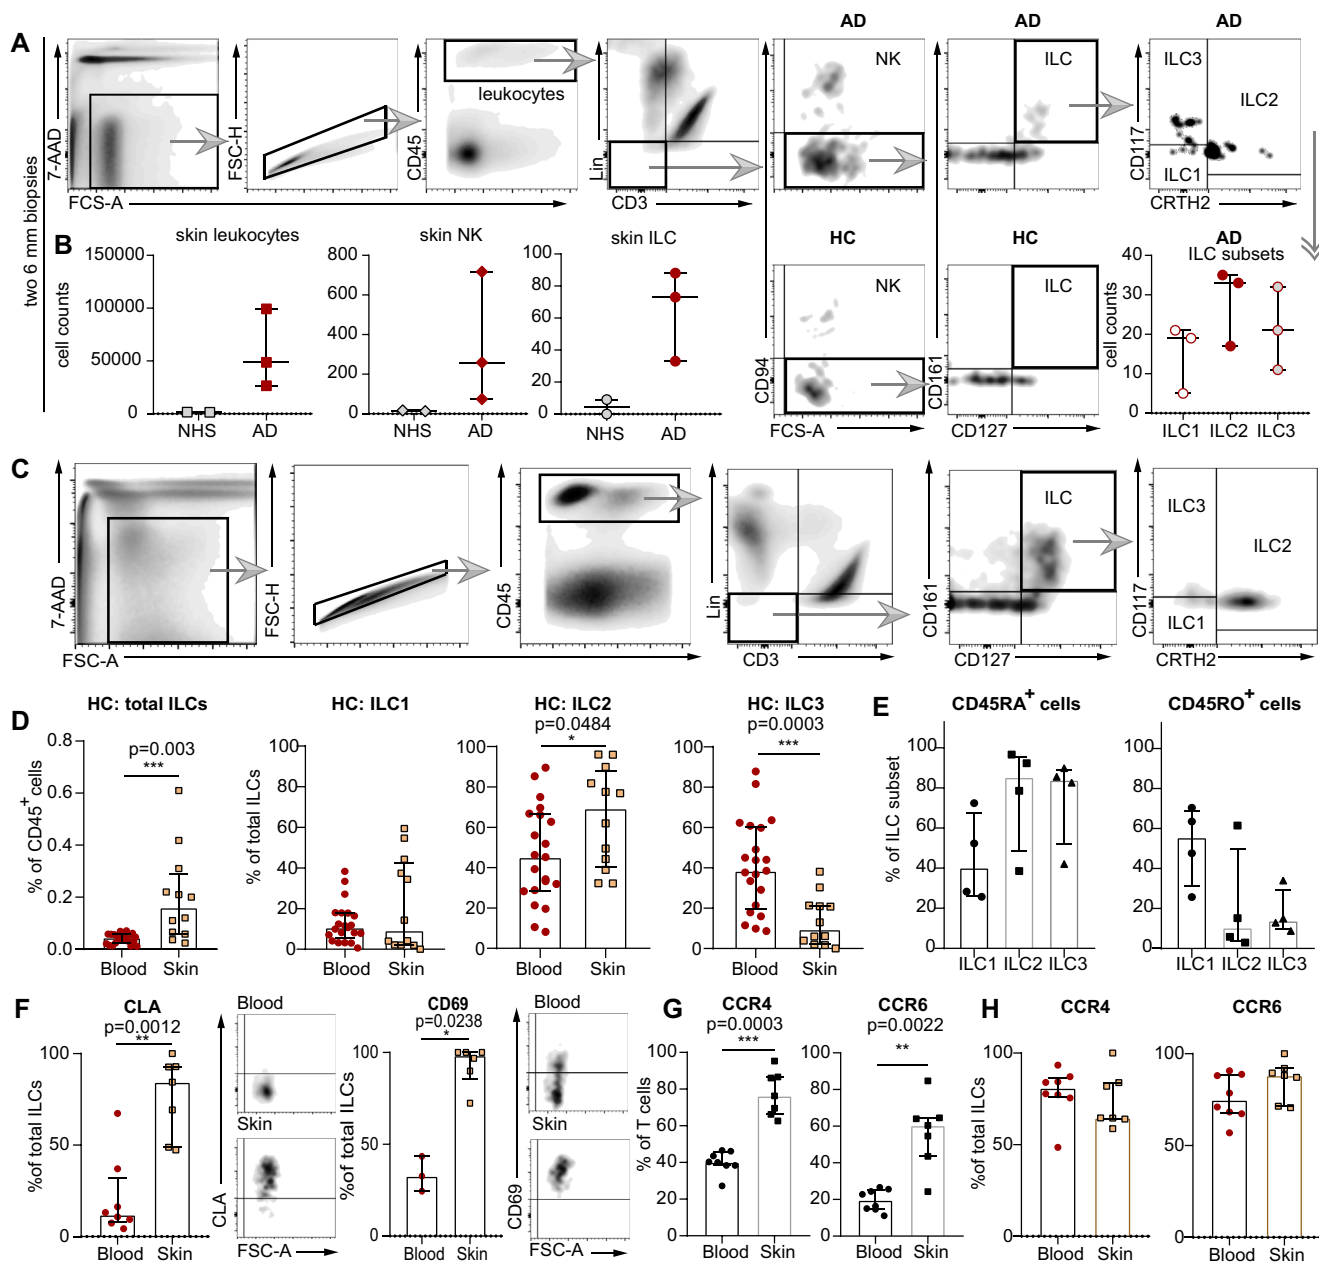 A
two 6 mm biopsies
7-AAD
FCS-A
FSC-H
CD45
leukocytes
Lin
CD3
AD
NK
AD
ILC
AD
ILC3
ILC2
ILC1
CD117
CRTH2
B
cell counts
skin leukocytes
150000
100000
50000
0
NHS AD
skin NK
800
600
400
200
0
NHS AD
skin ILC
100
80
60
40
20
0
NHS AD
HC
NK
CD94
FCS-A
HC
ILC
CD161
CD127
AD
ILC subsets
cell counts
40
30
20
10
0
ILC1 ILC2 ILC3
C
7-AAD
FSC-A
FSC-H
CD45
Lin
CD3
ILC
CD161
CD127
ILC3
ILC2
ILC1
CD117
CRTH2
D
HC: total ILCs
p=0.003
***
% of CD45+ cells
0.8
0.6
0.4
0.2
0.0
Blood Skin
HC: ILC1
% of total ILCs
100
80
60
40
20
0
Blood Skin
HC: ILC2
p=0.0484
*
100
80
60
40
20
0
Blood Skin
HC: ILC3
p=0.0003
***
100
80
60
40
20
0
Blood Skin
E
CD45RA+ cells
% of ILC subset
100
80
60
40
20
0
ILC1 ILC2 ILC3
CD45RO+ cells
100
80
60
40
20
0
ILC1 ILC2 ILC3
F
CLA
p=0.0012
**
%of total ILCs
100
50
0
Blood Skin
Blood
Skin
CLA
FSC-A
CD69
p=0.0238
*
%of total ILCs
100
50
0
Blood Skin
Blood
Skin
CD69
FSC-A
G
CCR4
p=0.0003
***
% of T cells
100
80
60
40
20
0
Blood Skin
CCR6
p=0.0022
**
100
80
60
40
20
0
Blood Skin
H
CCR4
%of total ILCs
100
50
0
Blood Skin
CCR6
100
50
0
Blood Skin